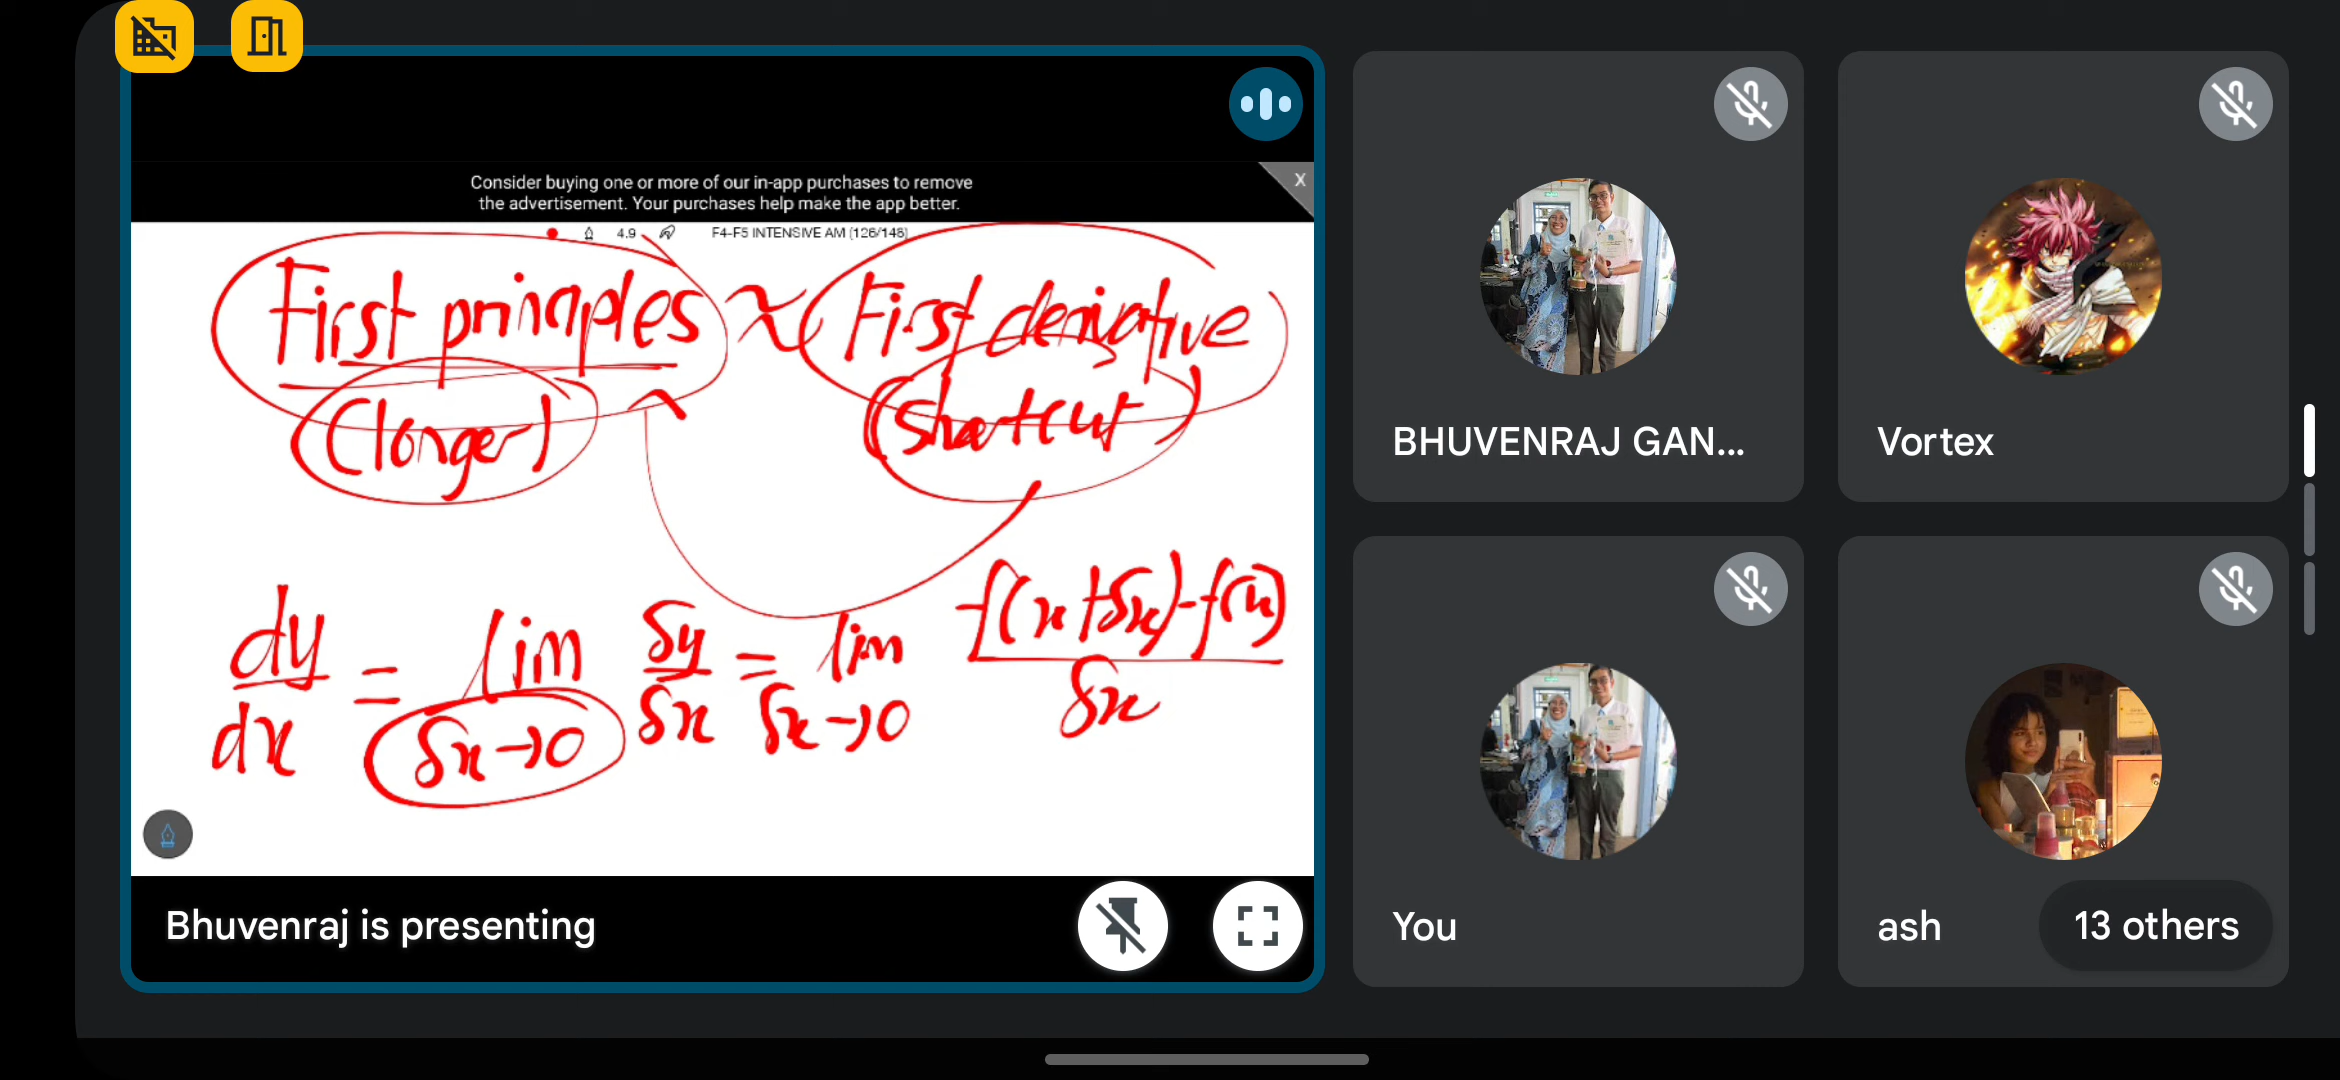 Consider buying one or more of our in-app purchases to remove
the advertisement. Your purchases help make the app better.
X
4.9 F4-F5 INTENSIVE AM (126/148)
First principles ≈ First derivative
(longer) (shortcut)
dy/dx = lim δx→0 δy/δx = lim δx→0 f(x+δx)-f(x)/δx
Bhuvenraj is presenting
BHUVENRAJ GAN...
Vortex
You
ash
13 others